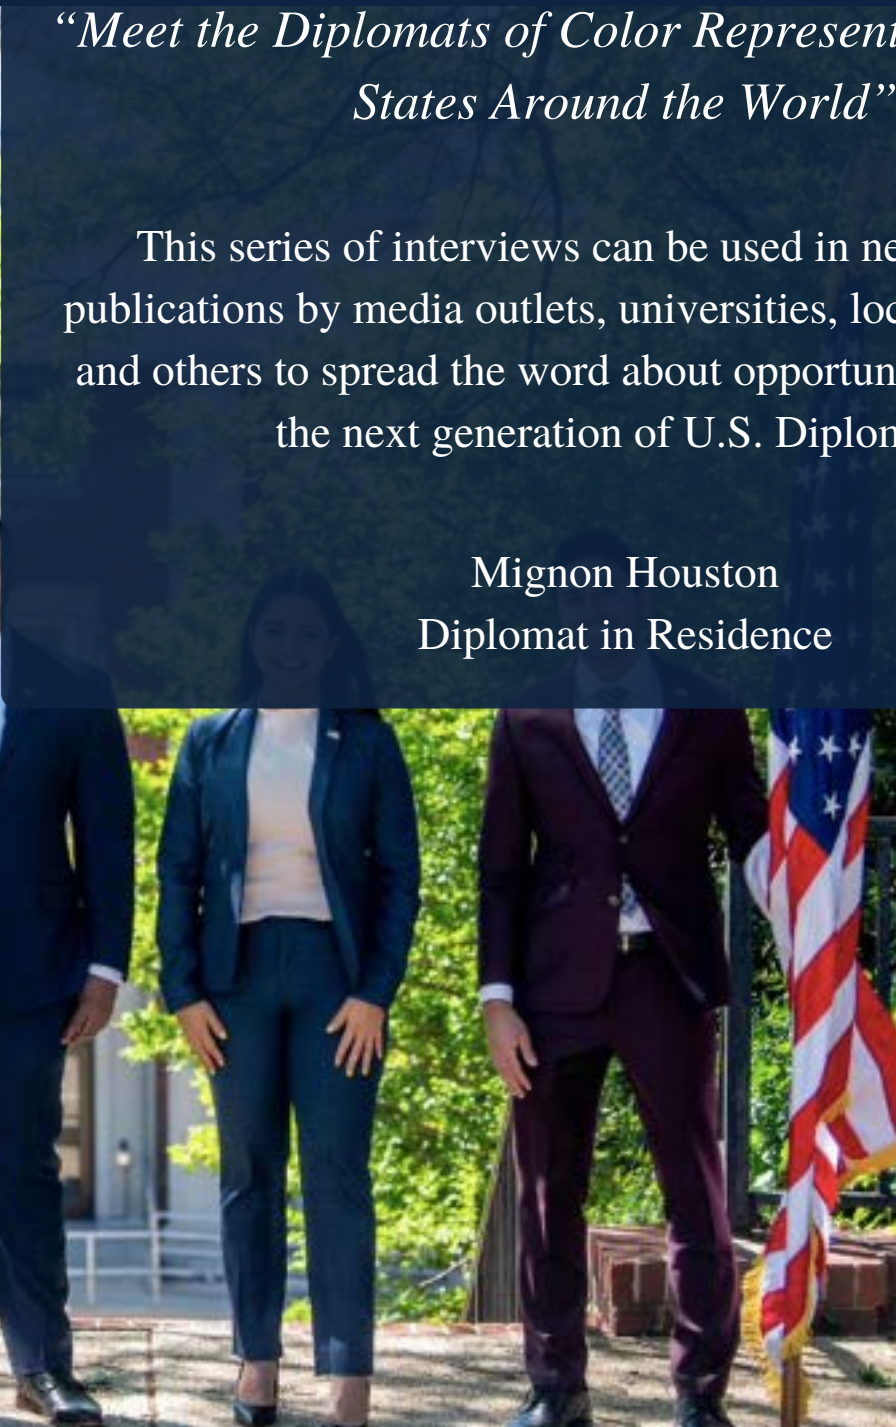 “Meet the Diplomats of Color Represent
States Around the World”
This series of interviews can be used in ne
publications by media outlets, universities, loc
and others to spread the word about opportun
the next generation of U.S. Diplom
Mignon Houston
Diplomat in Residence